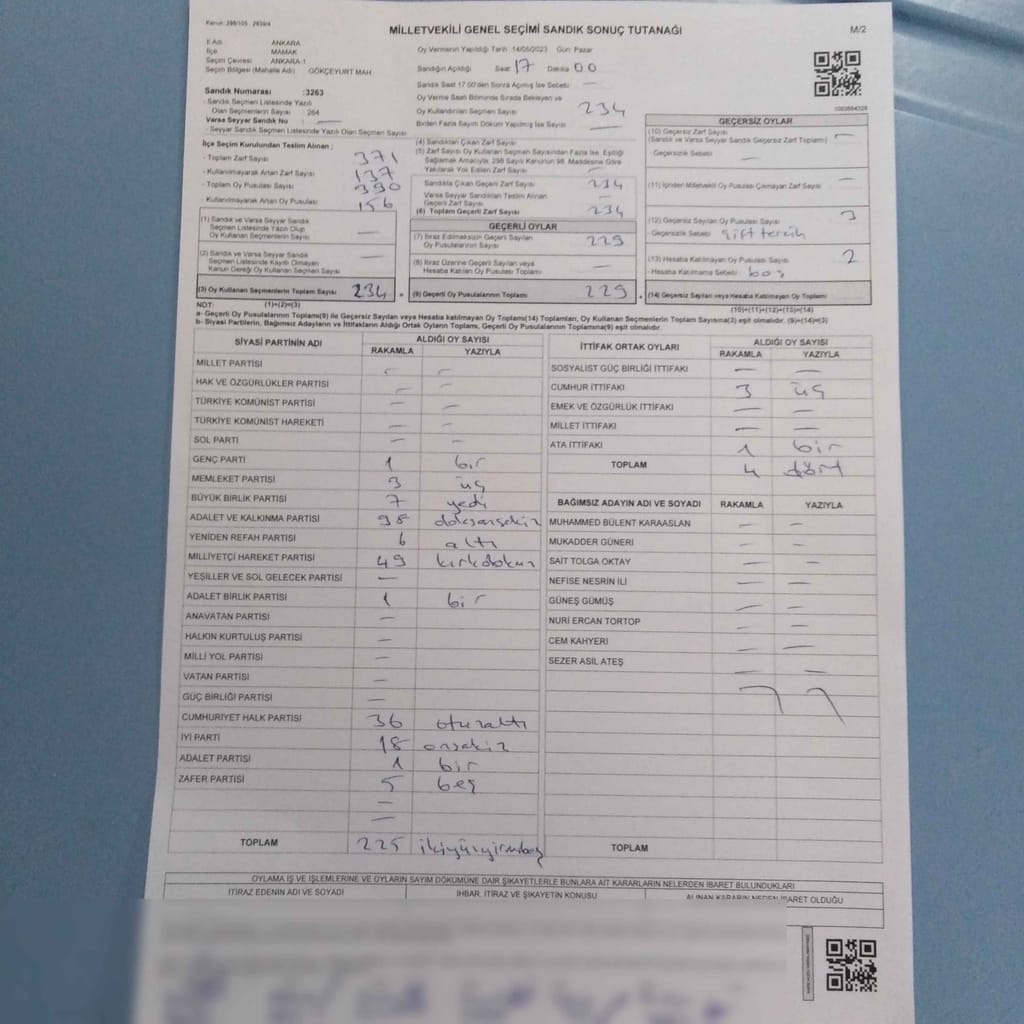 Kanun: 298/105 , 2839/4
MİLLETVEKİLİ GENEL SEÇİMİ SANDIK SONUÇ TUTANAĞI
M/2
İl Adı ANKARA
İlçe MAMAK
Seçim Çevresi ANKARA-1
Seçim Bölgesi (Mahalle Adı) GÖKÇEYURT MAH
Sandık Numarası :3263
- Sandık Seçmen Listesinde Yazılı
Olan Seçmenlerin Sayısı 264
Varsa Seyyar Sandık No : —
- Seyyar Sandık Seçmen Listesinde Yazılı Olan Seçmen Sayısı
İlçe Seçim Kurulundan Teslim Alınan ;
- Toplam Zarf Sayısı 371
- Kullanılmayarak Artan Zarf Sayısı 137
- Toplam Oy Pusulası Sayısı 390
- Kullanılmayarak Artan Oy Pusulası 156
(1) Sandık ve Varsa Seyyar Sandık
Seçmen Listesinde Yazılı Olup
Oy Kullanan Seçmenlerin Sayısı —
(2) Sandık ve Varsa Seyyar Sandık
Seçmen Listesinde Kayıtlı Olmayan
Kanun Gereği Oy Kullanan Seçmen Sayısı —
(3) Oy Kullanan Seçmenlerin Toplam Sayısı 234
Oy Vermenin Yapıldığı Tarih :14/05/2023 Gün: Pazar
Sandığın Açıldığı Saat 17 Dakika 00
Sandık Saat 17:00'den Sonra Açılmış İse Sebebi —
Oy Verme Saati Bitiminde Sırada Bekleyen ve
Oy Kullandırılan Seçmen Sayısı 234
Birden Fazla Sayım Döküm Yapılmış İse Sayısı —
(4) Sandıktan Çıkan Zarf Sayısı
(5) Zarf Sayısı Oy Kullanan Seçmen Sayısından Fazla İse, Eşitliği
Sağlamak Amacıyla, 298 Sayılı Kanunun 98. Maddesine Göre
Yakılarak Yok Edilen Zarf Sayısı
Sandıkta Çıkan Geçerli Zarf Sayısı 234
Varsa Seyyar Sandıktan Teslim Alınan
Geçerli Zarf Sayısı —
(6) Toplam Geçerli Zarf Sayısı 234
GEÇERLİ OYLAR
(7) İtiraz Edilmeksizin Geçerli Sayılan
Oy Pusulalarının Sayısı 229
(8) İtiraz Üzerine Geçerli Sayılan veya
Hesaba Katılan Oy Pusulası Toplamı —
(9) Geçerli Oy Pusulalarının Toplamı 229
1083684328
GEÇERSİZ OYLAR
(10) Geçersiz Zarf Sayısı
(Sandık ve Varsa Seyyar Sandık Geçersiz Zarf Toplamı) —
- Geçersizlik Sebebi —
(11) İçinden Milletvekili Oy Pusulası Çıkmayan Zarf Sayısı —
(12) Geçersiz Sayılan Oy Pusulası Sayısı 3
- Geçersizlik Sebebi çift tercih
(13) Hesaba Katılmayan Oy Pusulası Sayısı 2
- Hesaba Katılmama Sebebi boş
(14) Geçersiz Sayılan veya Hesaba Katılmayan Oy Toplamı
NOT: (1)+(2)=(3) (10)+(11)+(12)+(13)=(14)
a- Geçerli Oy Pusulalarının Toplamı(9) ile Geçersiz Sayılan veya Hesaba katılmayan Oy Toplamı(14) Toplamları, Oy Kullanan Seçmenlerin Toplam Sayısına(3) eşit olmalıdır. (9)+(14)=(3)
b- Siyasi Partilerin, Bağımsız Adayların ve İttifakların Aldığı Ortak Oyların Toplamı, Geçerli Oy Pusulalarının Toplamına(9) eşit olmalıdır.
SİYASİ PARTİNİN ADI ALDIĞI OY SAYISI
RAKAMLA YAZIYLA
MİLLET PARTİSİ — —
HAK VE ÖZGÜRLÜKLER PARTİSİ — —
TÜRKİYE KOMÜNİST PARTİSİ — —
TÜRKİYE KOMÜNİST HAREKETİ — —
SOL PARTİ — —
GENÇ PARTİ 1 bir
MEMLEKET PARTİSİ 3 üç
BÜYÜK BİRLİK PARTİSİ 7 yedi
ADALET VE KALKINMA PARTİSİ 98 doksansekiz
YENİDEN REFAH PARTİSİ 6 altı
MİLLİYETÇİ HAREKET PARTİSİ 49 kırkdokuz
YEŞİLLER VE SOL GELECEK PARTİSİ —
ADALET BİRLİK PARTİSİ 1 bir
ANAVATAN PARTİSİ —
HALKIN KURTULUŞ PARTİSİ —
MİLLİ YOL PARTİSİ —
VATAN PARTİSİ —
GÜÇ BİRLİĞİ PARTİSİ —
CUMHURİYET HALK PARTİSİ 36 otuzaltı
İYİ PARTİ 18 onsekiz
ADALET PARTİSİ 1 bir
ZAFER PARTİSİ 5 beş
—
—
TOPLAM 225 ikiyüzyirmibeş
İTTİFAK ORTAK OYLARI ALDIĞI OY SAYISI
RAKAMLA YAZIYLA
SOSYALİST GÜÇ BİRLİĞİ İTTİFAKI — —
CUMHUR İTTİFAKI 3 üç
EMEK VE ÖZGÜRLÜK İTTİFAKI — —
MİLLET İTTİFAKI — —
ATA İTTİFAKI 1 bir
TOPLAM 4 dört
BAĞIMSIZ ADAYIN ADI VE SOYADI RAKAMLA YAZIYLA
MUHAMMED BÜLENT KARAASLAN — —
MUKADDER GÜNERİ — —
SAİT TOLGA OKTAY — —
NEFİSE NESRİN İLİ — —
GÜNEŞ GÜMÜŞ — —
NURİ ERCAN TORTOP — —
CEM KAHYERİ — —
SEZER ASIL ATEŞ — —
TOPLAM
OYLAMA İŞ VE İŞLEMLERİNE VE OYLARIN SAYIM DÖKÜMÜNE DAİR ŞİKAYETLERLE BUNLARA AİT KARARLARIN NELERDEN İBARET BULUNDUKLARI
İTİRAZ EDENİN ADI VE SOYADI İHBAR, İTİRAZ VE ŞİKAYETİN KONUSU ALINAN KARARIN NEDEN İBARET OLDUĞU